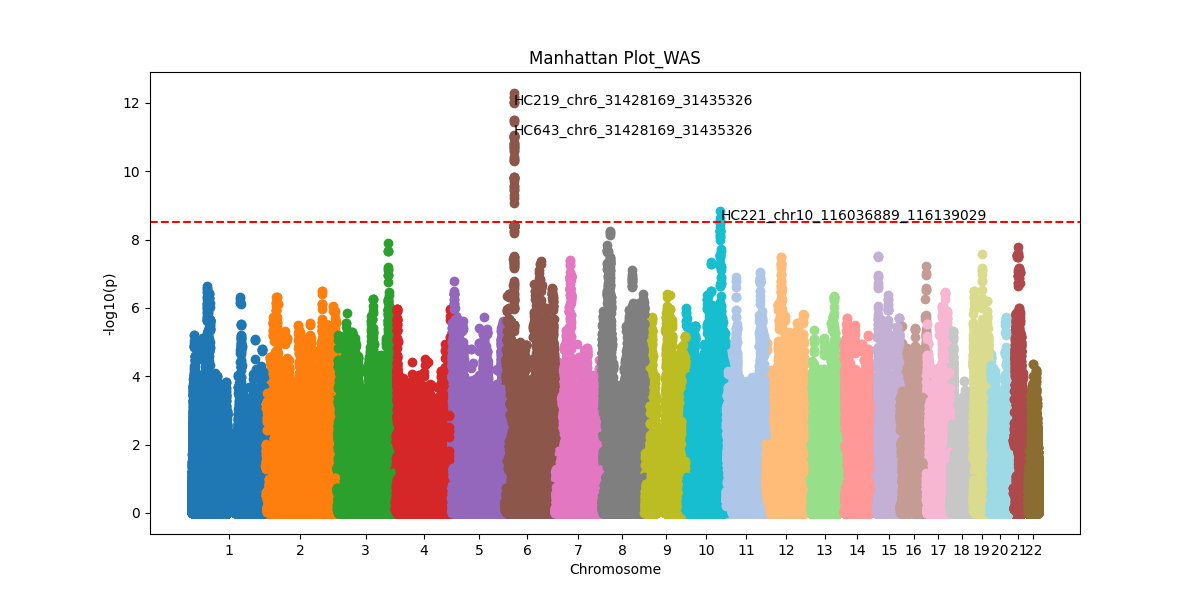 Manhattan Plot_WAS
12
HC219_chr6_31428169_31435326
HC643_chr6_31428169_31435326
10
HC221_chr10_116036889_116139029
8
-log10(p)
6
4
2
0
1 2 3 4 5 6 7 8 9 10 11 12 13 14 15 16 17 18 19 20 21 22
Chromosome